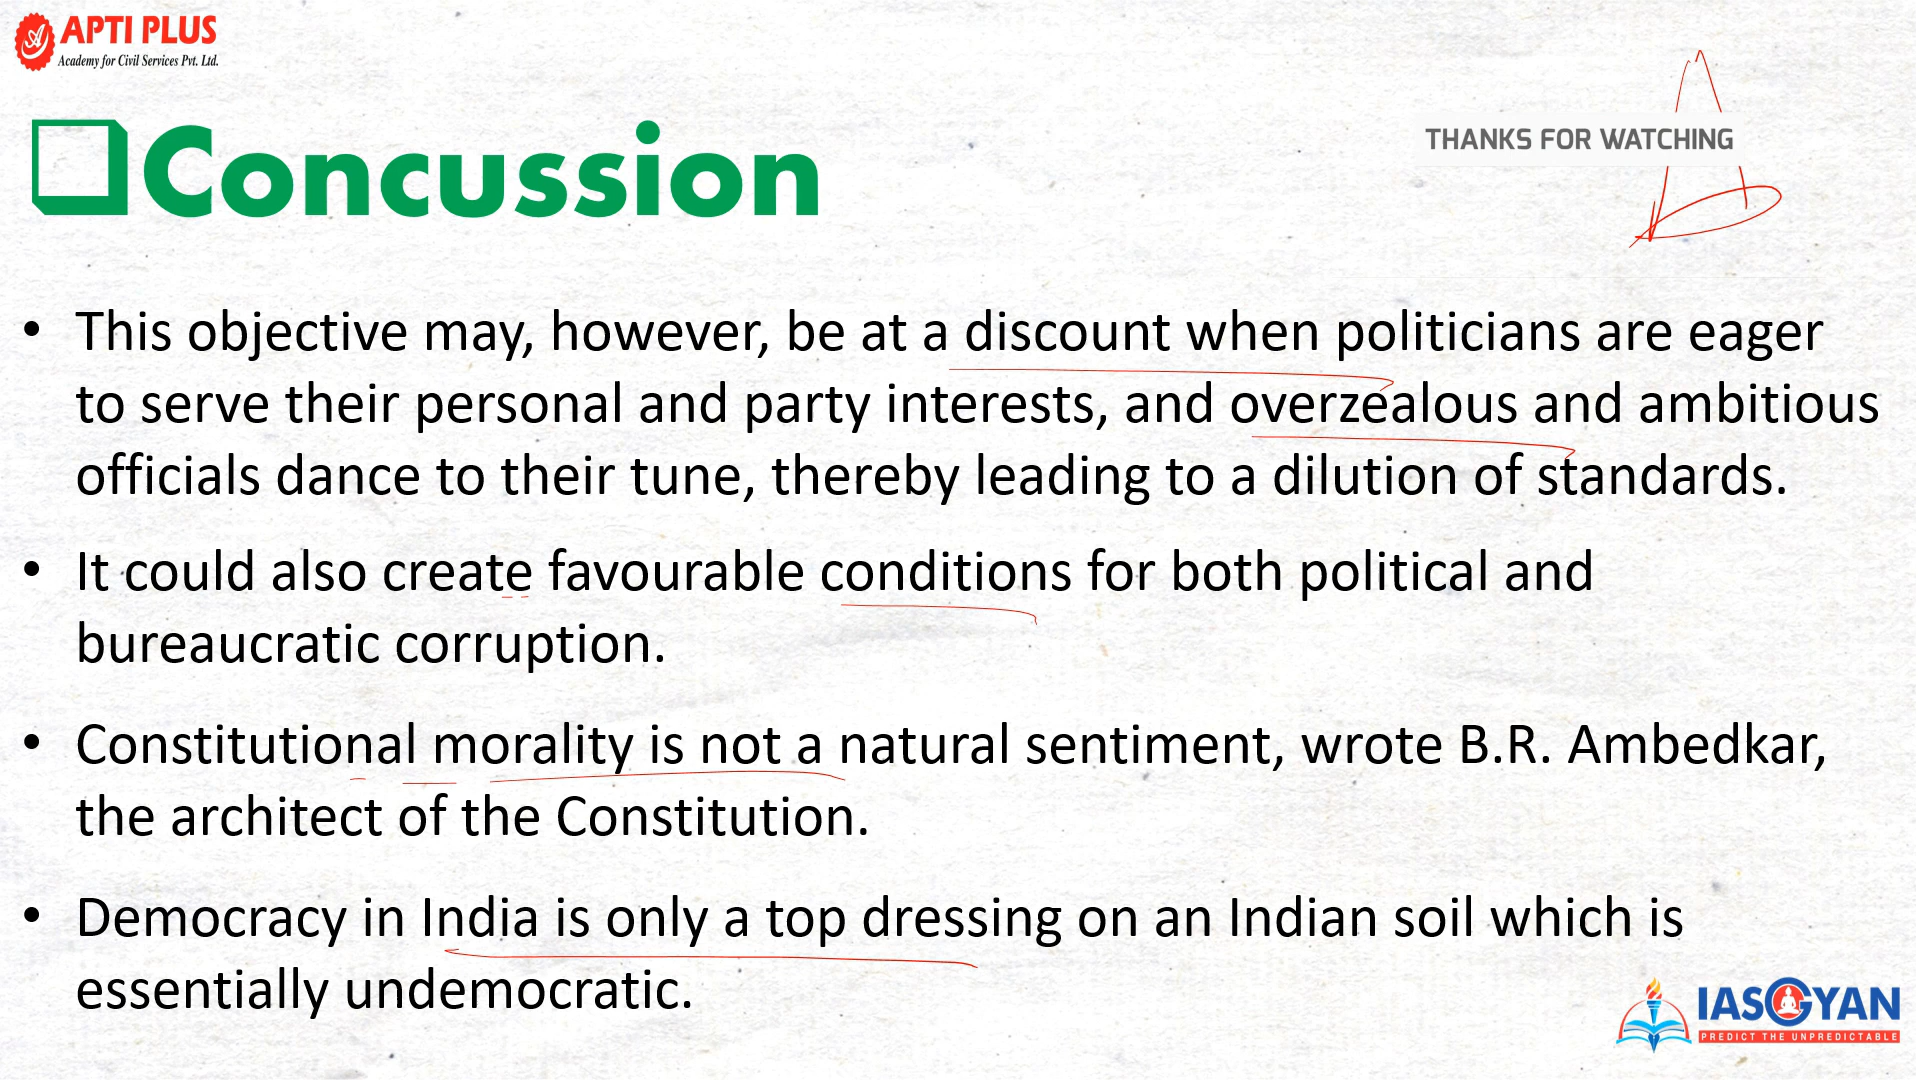 APTI PLUS
Academy for Civil Services Pvt. Ltd.
THANKS FOR WATCHING
Concussion
• This objective may, however, be at a discount when politicians are eager
to serve their personal and party interests, and overzealous and ambitious
officials dance to their tune, thereby leading to a dilution of standards.
• It could also create favourable conditions for both political and
bureaucratic corruption.
• Constitutional morality is not a natural sentiment, wrote B.R. Ambedkar,
the architect of the Constitution.
• Democracy in India is only a top dressing on an Indian soil which is
essentially undemocratic.
IASGYAN
PREDICT THE UNPREDICTABLE